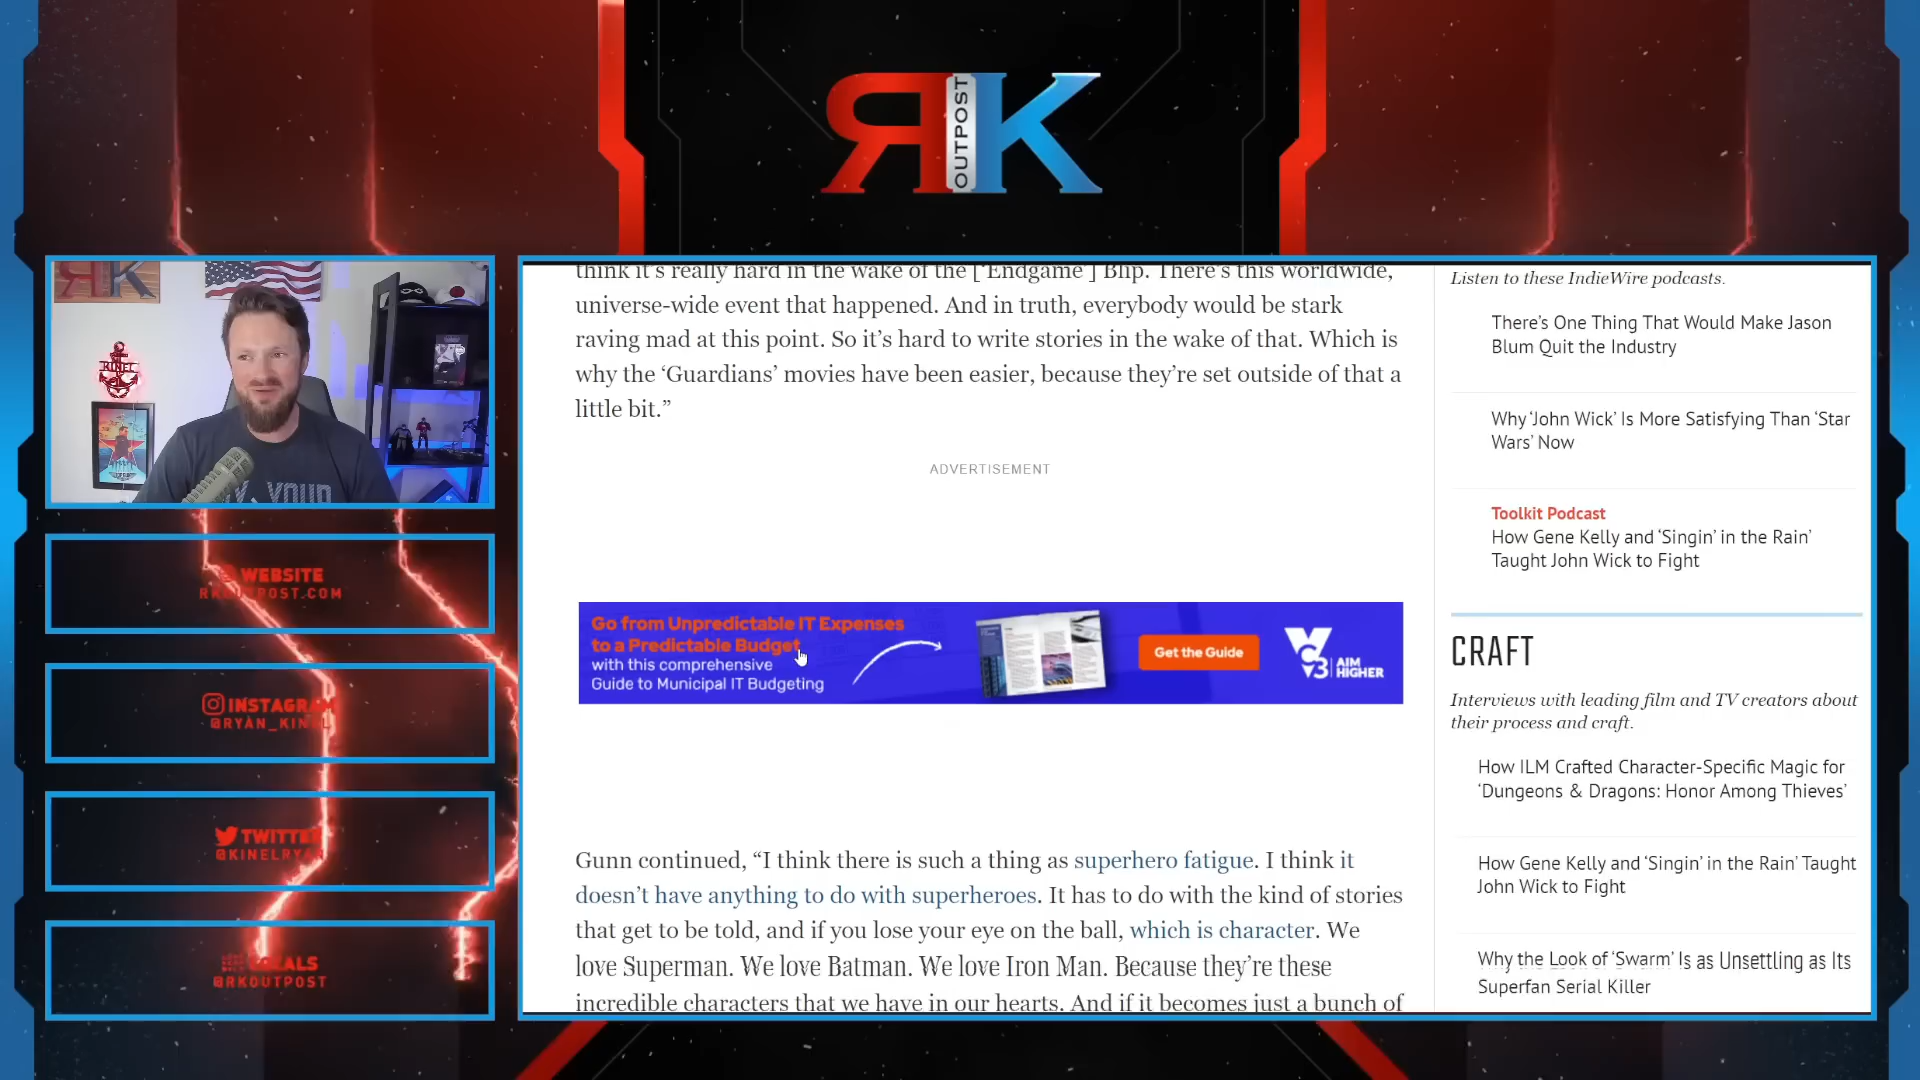 RK
OUTPOST
KINEL
WEBSITE
RKOUTPOST.COM
INSTAGRAM
@RYAN_KINEL
TWITTER
@KINELRYAN
LOCALS
@RKOUTPOST
think it's really hard in the wake of the [‘Endgame’] Blip. There's this worldwide,
universe-wide event that happened. And in truth, everybody would be stark
raving mad at this point. So it's hard to write stories in the wake of that. Which is
why the ‘Guardians’ movies have been easier, because they're set outside of that a
little bit.”
ADVERTISEMENT
Go from Unpredictable IT Expenses
to a Predictable Budget
with this comprehensive
Guide to Municipal IT Budgeting
Get the Guide
VC3 | AIM HIGHER
Gunn continued, “I think there is such a thing as superhero fatigue. I think it
doesn't have anything to do with superheroes. It has to do with the kind of stories
that get to be told, and if you lose your eye on the ball, which is character. We
love Superman. We love Batman. We love Iron Man. Because they're these
incredible characters that we have in our hearts. And if it becomes just a bunch of
Listen to these IndieWire podcasts.
There's One Thing That Would Make Jason
Blum Quit the Industry
Why ‘John Wick’ Is More Satisfying Than ‘Star
Wars’ Now
Toolkit Podcast
How Gene Kelly and ‘Singin’ in the Rain’
Taught John Wick to Fight
CRAFT
Interviews with leading film and TV creators about
their process and craft.
How ILM Crafted Character-Specific Magic for
‘Dungeons & Dragons: Honor Among Thieves’
How Gene Kelly and ‘Singin’ in the Rain’ Taught
John Wick to Fight
Why the Look of ‘Swarm’ Is as Unsettling as Its
Superfan Serial Killer